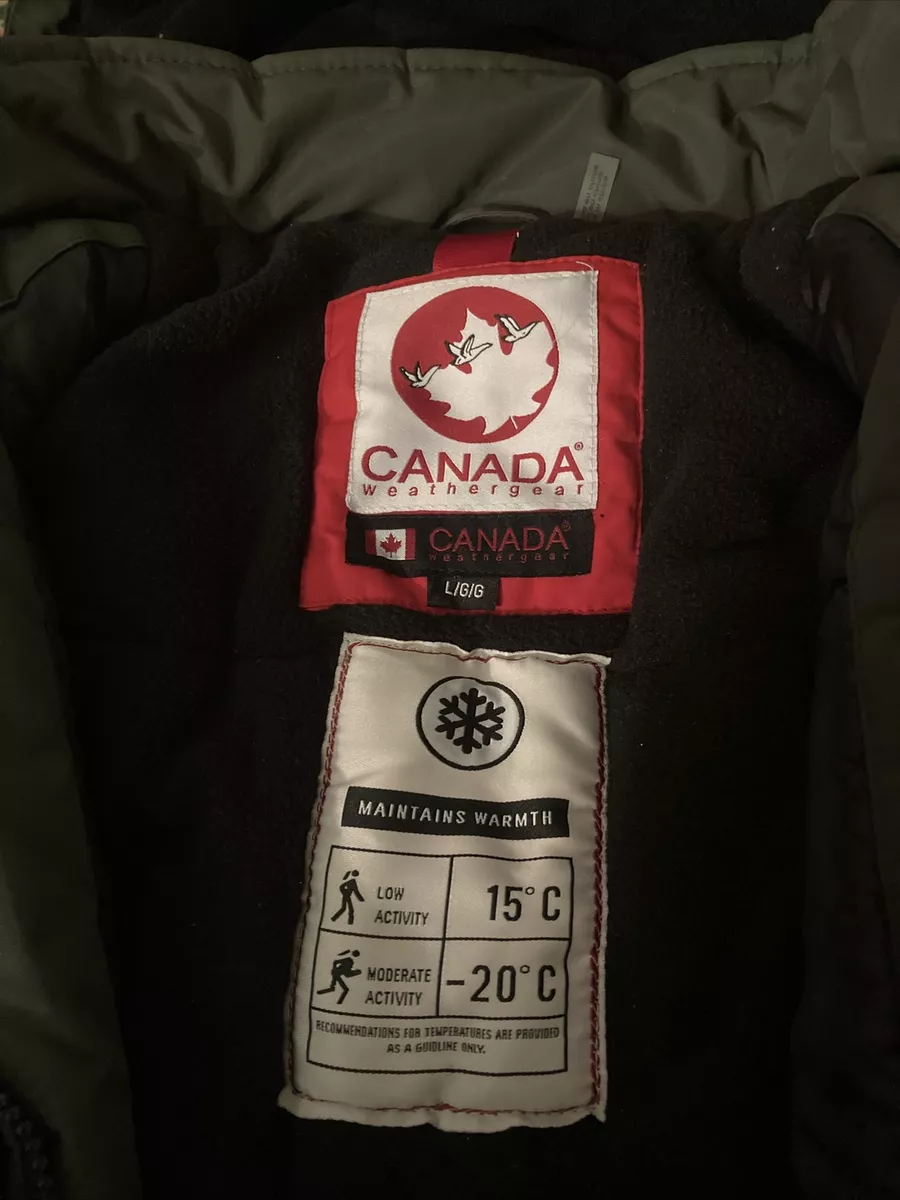 CANADA®
Weathergear
CANADA®
weathergear
L/G/G
MAINTAINS WARMTH
LOW
ACTIVITY
15°C
MODERATE
ACTIVITY
-20°C
RECOMMENDATIONS FOR TEMPERATURES ARE PROVIDED
AS A GUIDLINE ONLY.